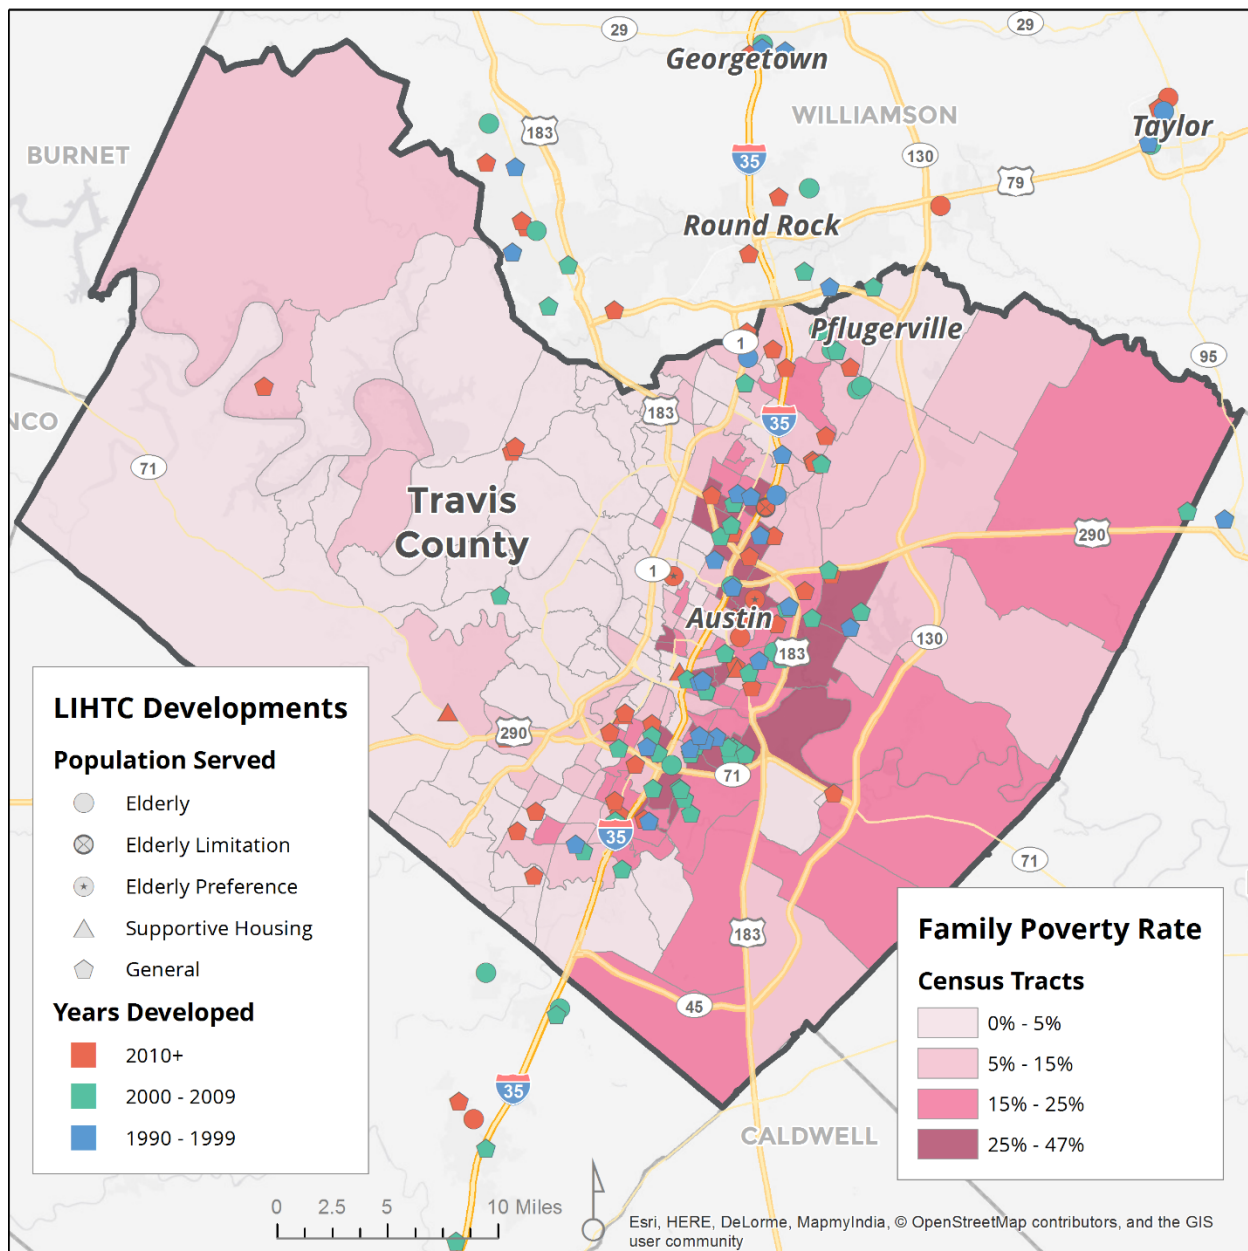 29
29
Georgetown
WILLIAMSON
183
Taylor
BURNET
35
130
79
Round Rock
Pflugerville
1
95
183
35
NCO
71
Travis
County
290
1
Austin
130
183
LIHTC Developments
Population Served
Elderly
Elderly Limitation
Elderly Preference
Supportive Housing
General
Years Developed
2010+
2000 - 2009
1990 - 1999
290
71
35
71
183
45
35
Family Poverty Rate
Census Tracts
0% - 5%
5% - 15%
15% - 25%
25% - 47%
CALDWELL
0 2.5 5 10 Miles
Esri, HERE, DeLorme, MapmyIndia, © OpenStreetMap contributors, and the GIS
user community